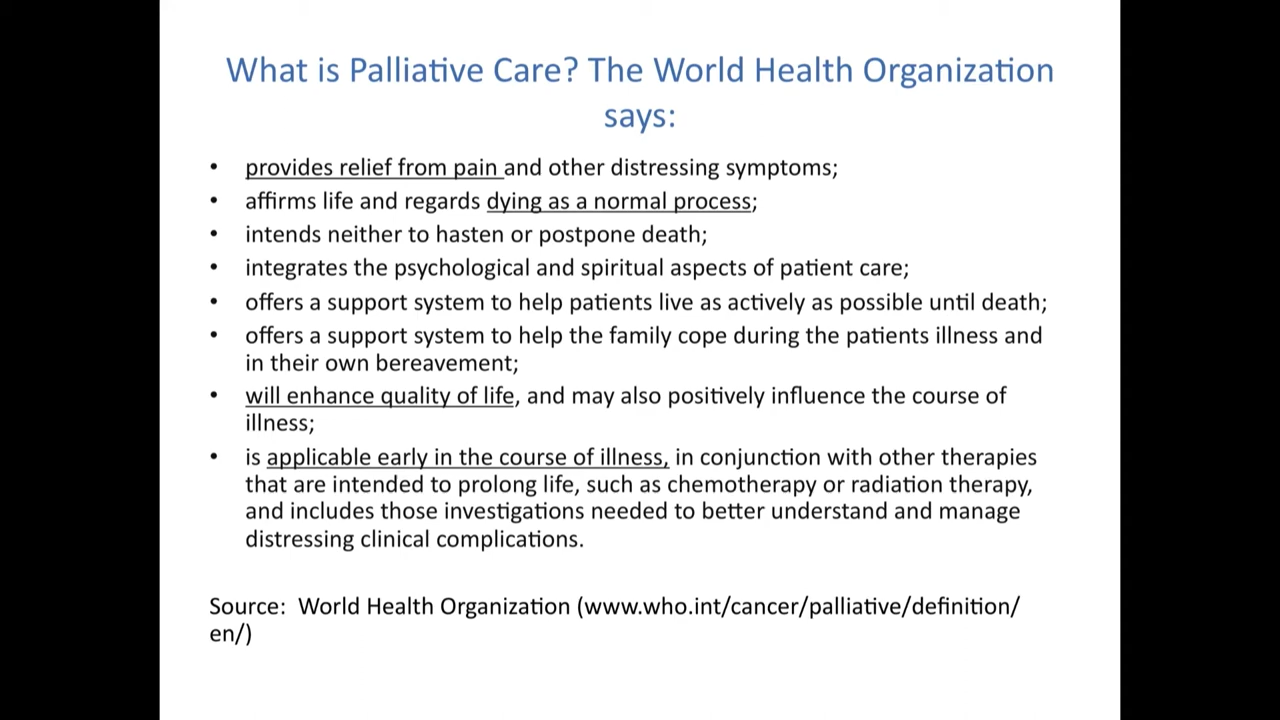 What is Palliative Care? The World Health Organization
says:
• provides relief from pain and other distressing symptoms;
• affirms life and regards dying as a normal process;
• intends neither to hasten or postpone death;
• integrates the psychological and spiritual aspects of patient care;
• offers a support system to help patients live as actively as possible until death;
• offers a support system to help the family cope during the patients illness and
in their own bereavement;
• will enhance quality of life, and may also positively influence the course of
illness;
• is applicable early in the course of illness, in conjunction with other therapies
that are intended to prolong life, such as chemotherapy or radiation therapy,
and includes those investigations needed to better understand and manage
distressing clinical complications.
Source: World Health Organization (www.who.int/cancer/palliative/definition/
en/)